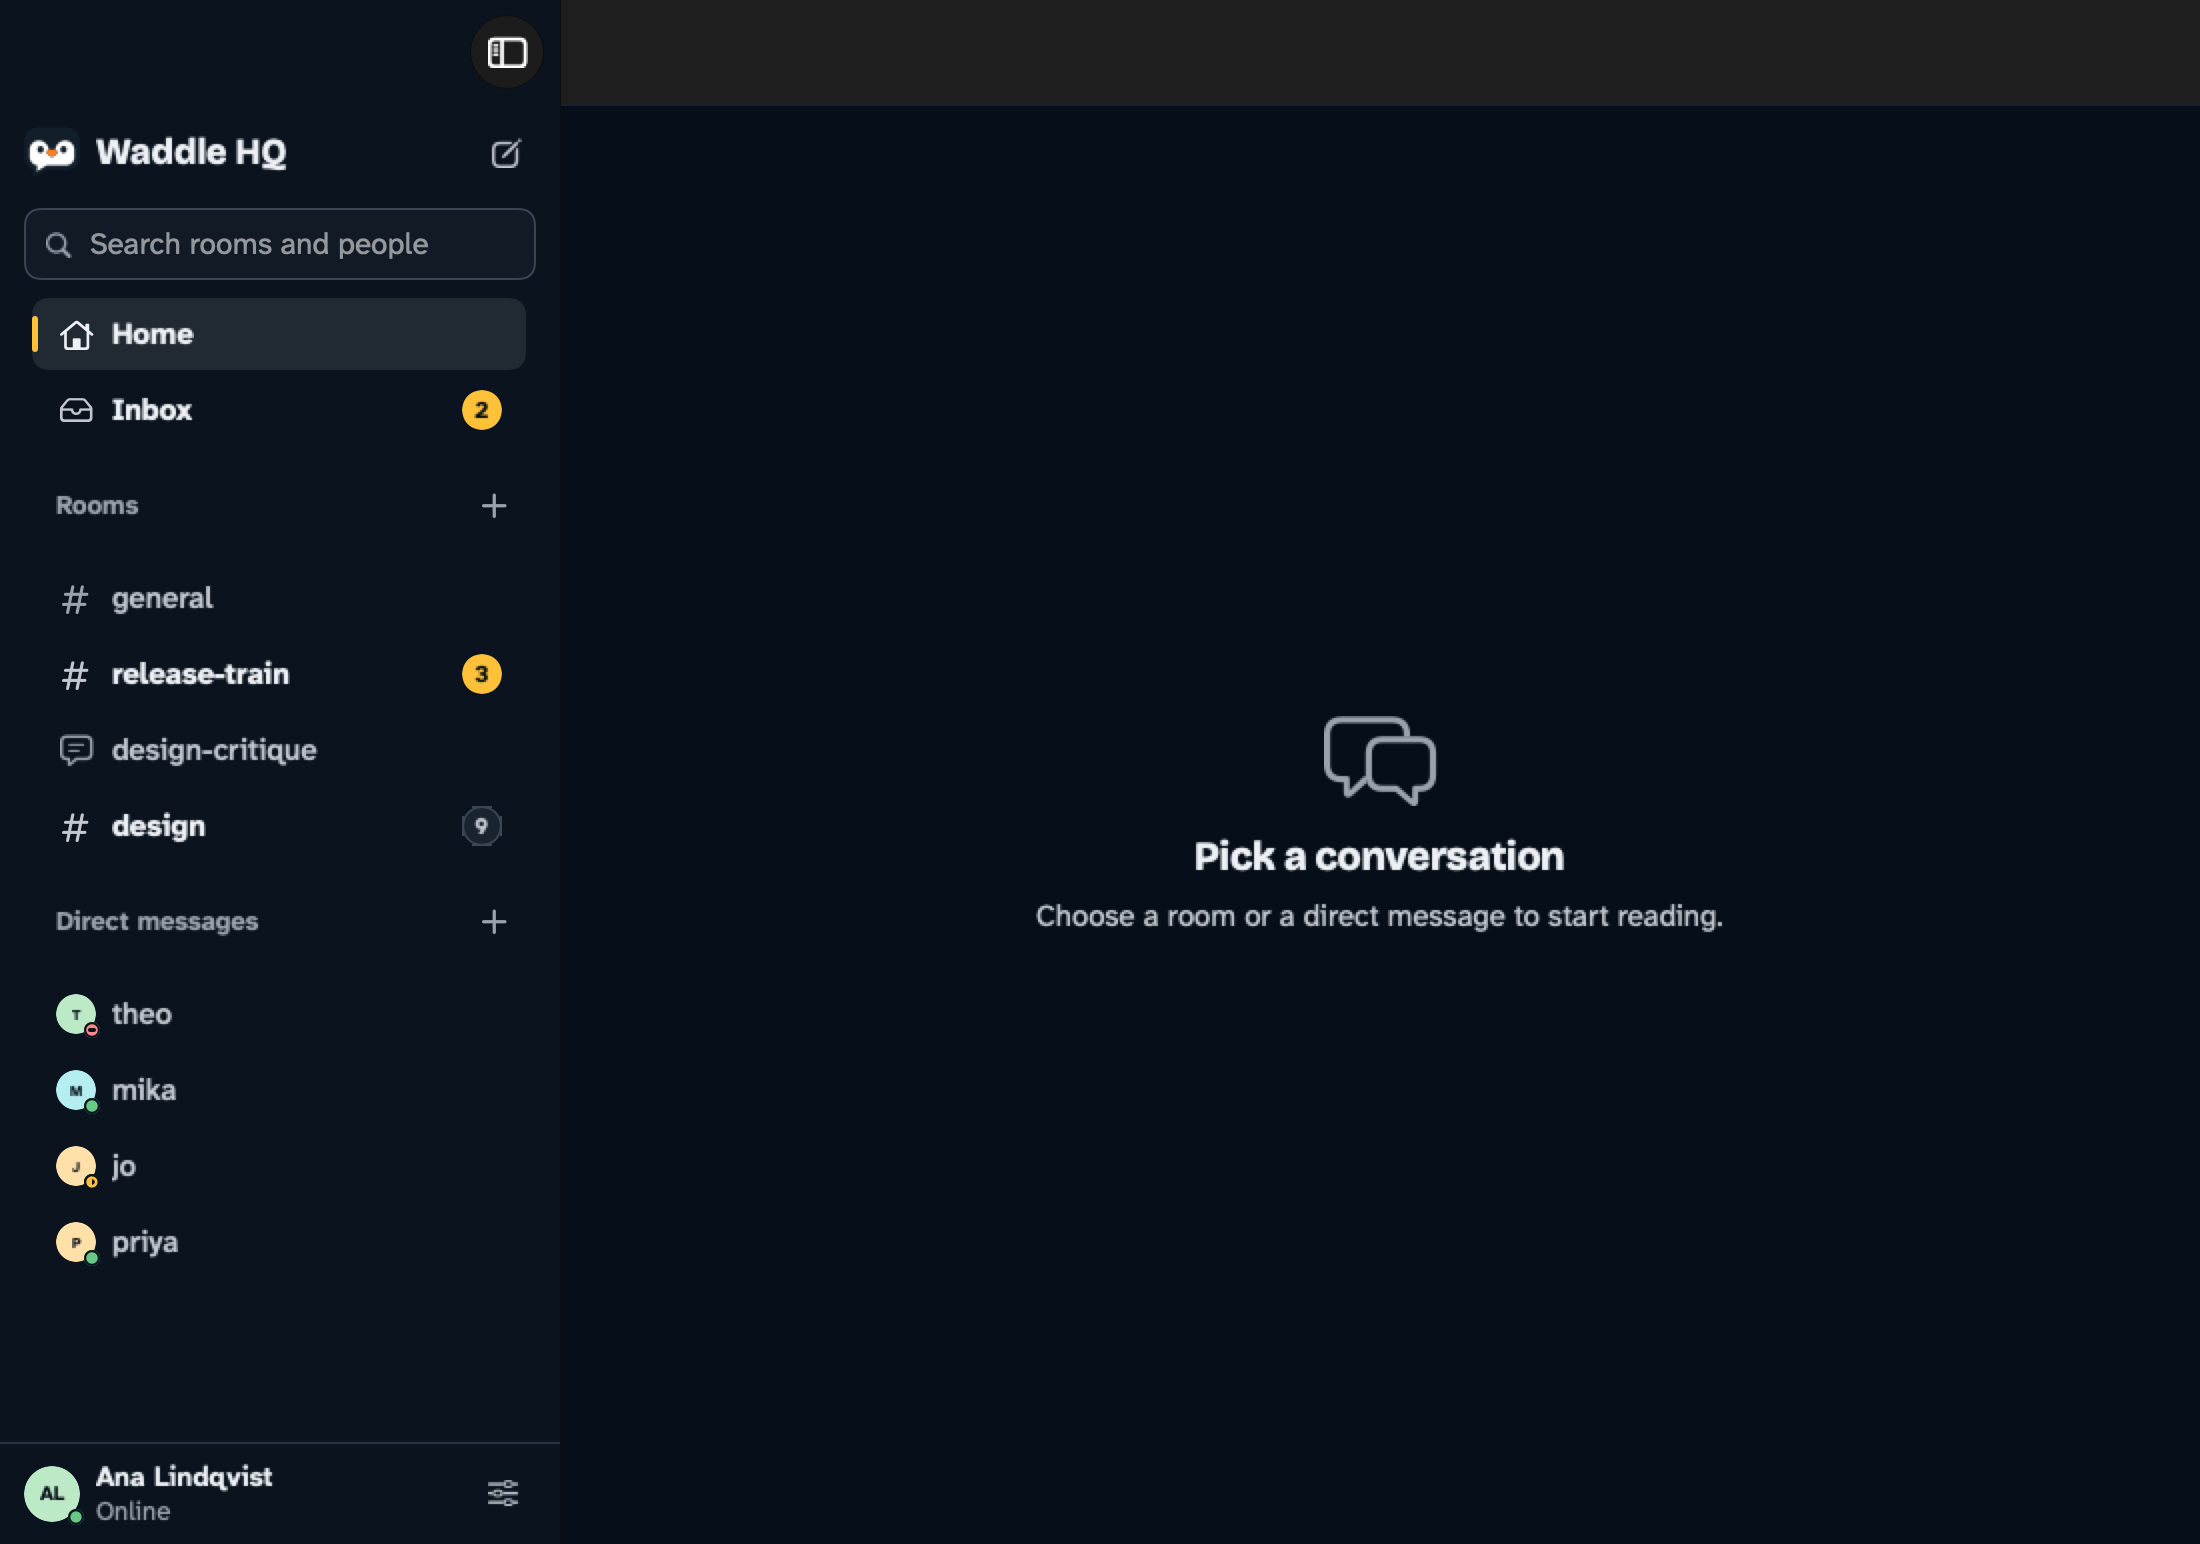 Waddle HQ
Search rooms and people
Home
Inbox 2
Rooms
# general
# release-train 3
design-critique
# design 9
Direct messages
T theo
M mika
J jo
P priya
AL Ana Lindqvist
Online
Pick a conversation
Choose a room or a direct message to start reading.